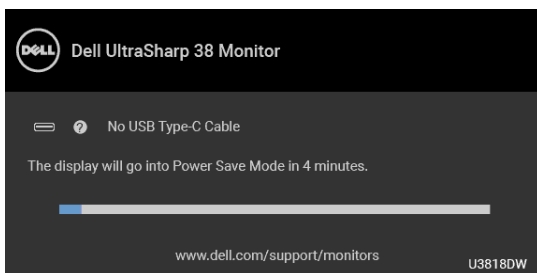 DELL
Dell UltraSharp 38 Monitor
? No USB Type-C Cable
The display will go into Power Save Mode in 4 minutes.
www.dell.com/support/monitors
U3818DW